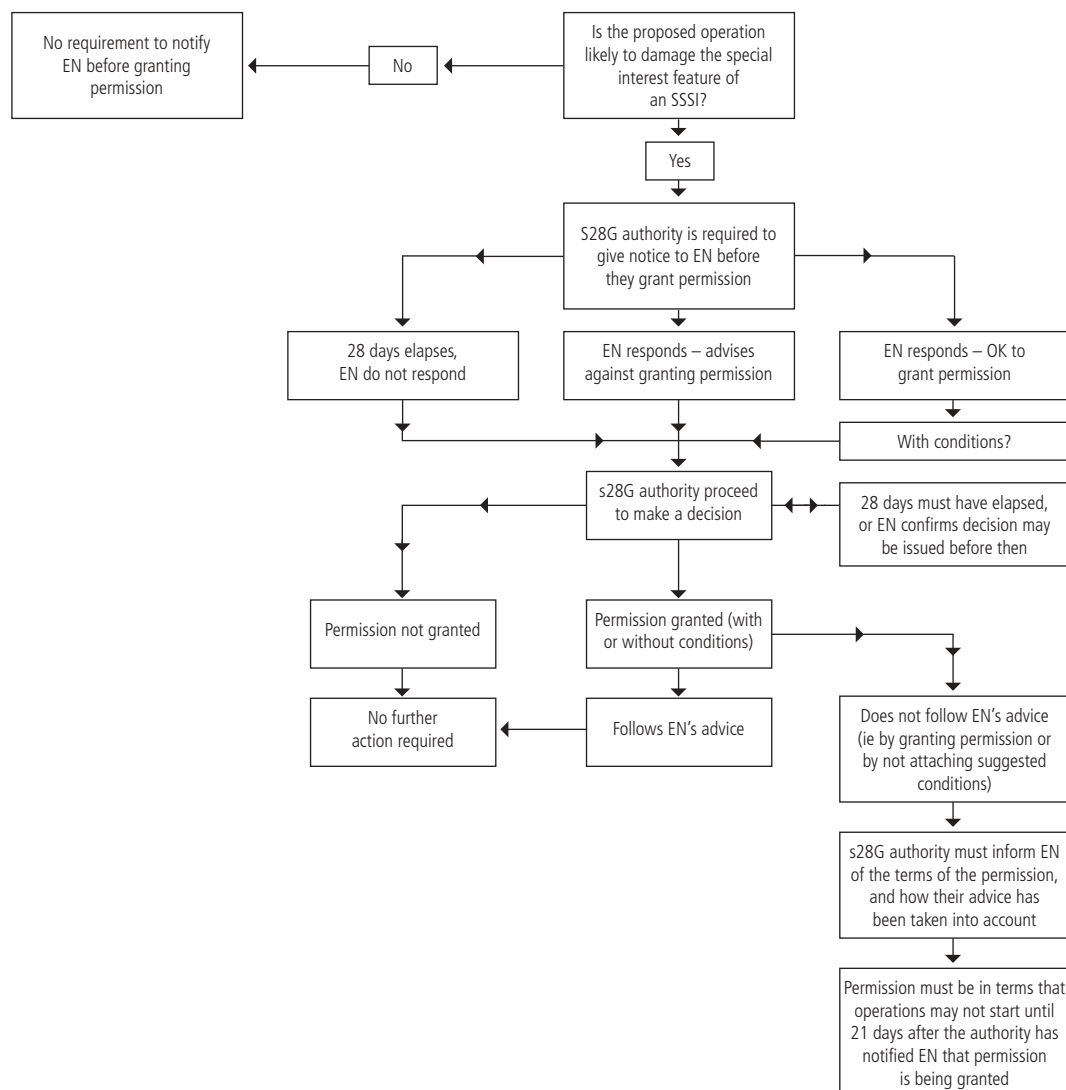 No requirement to notify
EN before granting
permission
No
Is the proposed operation
likely to damage the special
interest feature of
an SSSI?
Yes
S28G authority is required to
give notice to EN before
they grant permission
28 days elapses,
EN do not respond
EN responds – advises
against granting permission
EN responds – OK to
grant permission
With conditions?
s28G authority proceed
to make a decision
28 days must have elapsed,
or EN confirms decision may
be issued before then
Permission not granted
Permission granted (with
or without conditions)
No further
action required
Follows EN’s advice
Does not follow EN’s advice
(ie by granting permission or
by not attaching suggested
conditions)
s28G authority must inform EN
of the terms of the permission,
and how their advice has
been taken into account
Permission must be in terms that
operations may not start until
21 days after the authority has
notified EN that permission
is being granted